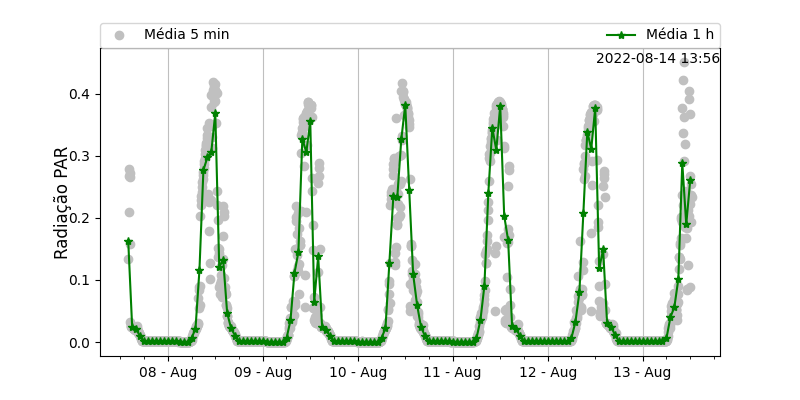 Média 5 min
Média 1 h
2022-08-14 13:56
Radiação PAR
0.4
0.3
0.2
0.1
0.0
08 - Aug
09 - Aug
10 - Aug
11 - Aug
12 - Aug
13 - Aug